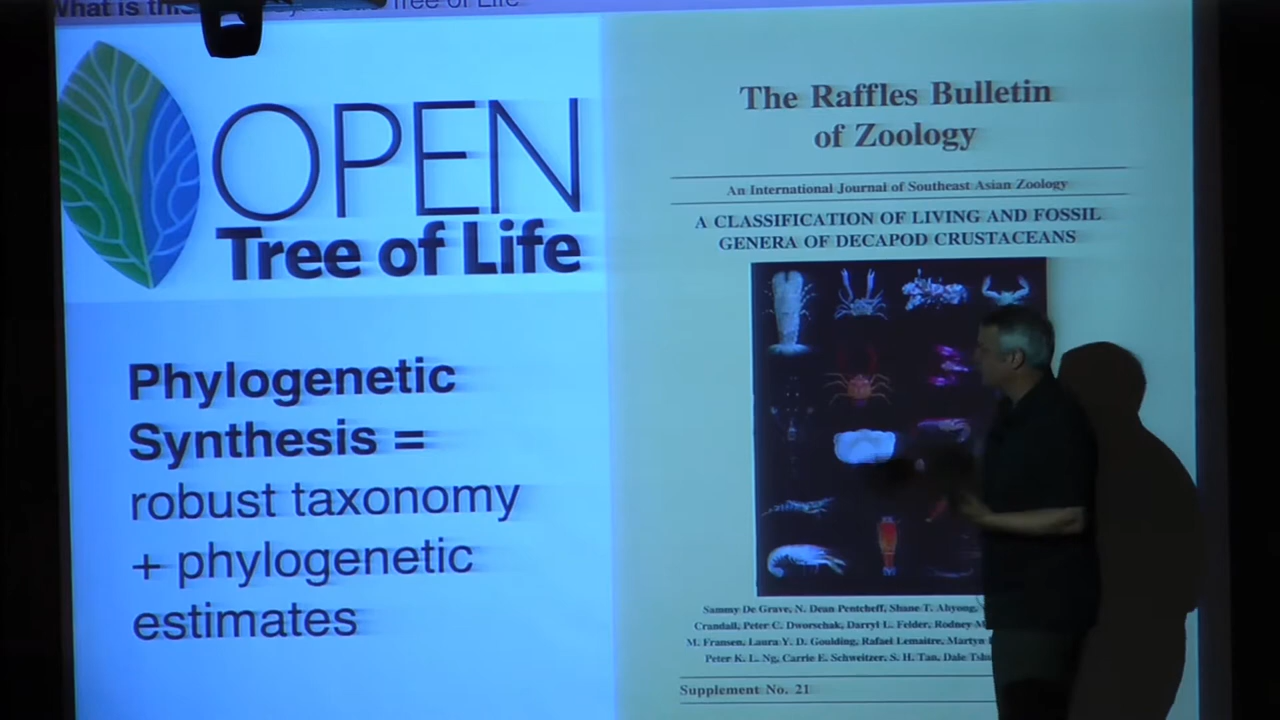 What is this Tree of Life
OPEN
Tree of Life
Phylogenetic
Synthesis =
robust taxonomy
+ phylogenetic
estimates
The Raffles Bulletin
of Zoology
An International Journal of Southeast Asian Zoology
A CLASSIFICATION OF LIVING AND FOSSIL
GENERA OF DECAPOD CRUSTACEANS
Sammy De Grave, N. Dean Pentcheff, Shane T. Ahyong,
Crandall, Peter C. Dworschak, Darryl L. Felder, Rodney
M. Fransen, Laura Y. D. Goulding, Rafael Lemaitre, Martyn
Peter K. L. Ng, Carrie E. Schweitzer, S. H. Tan, Dale
Supplement No. 21